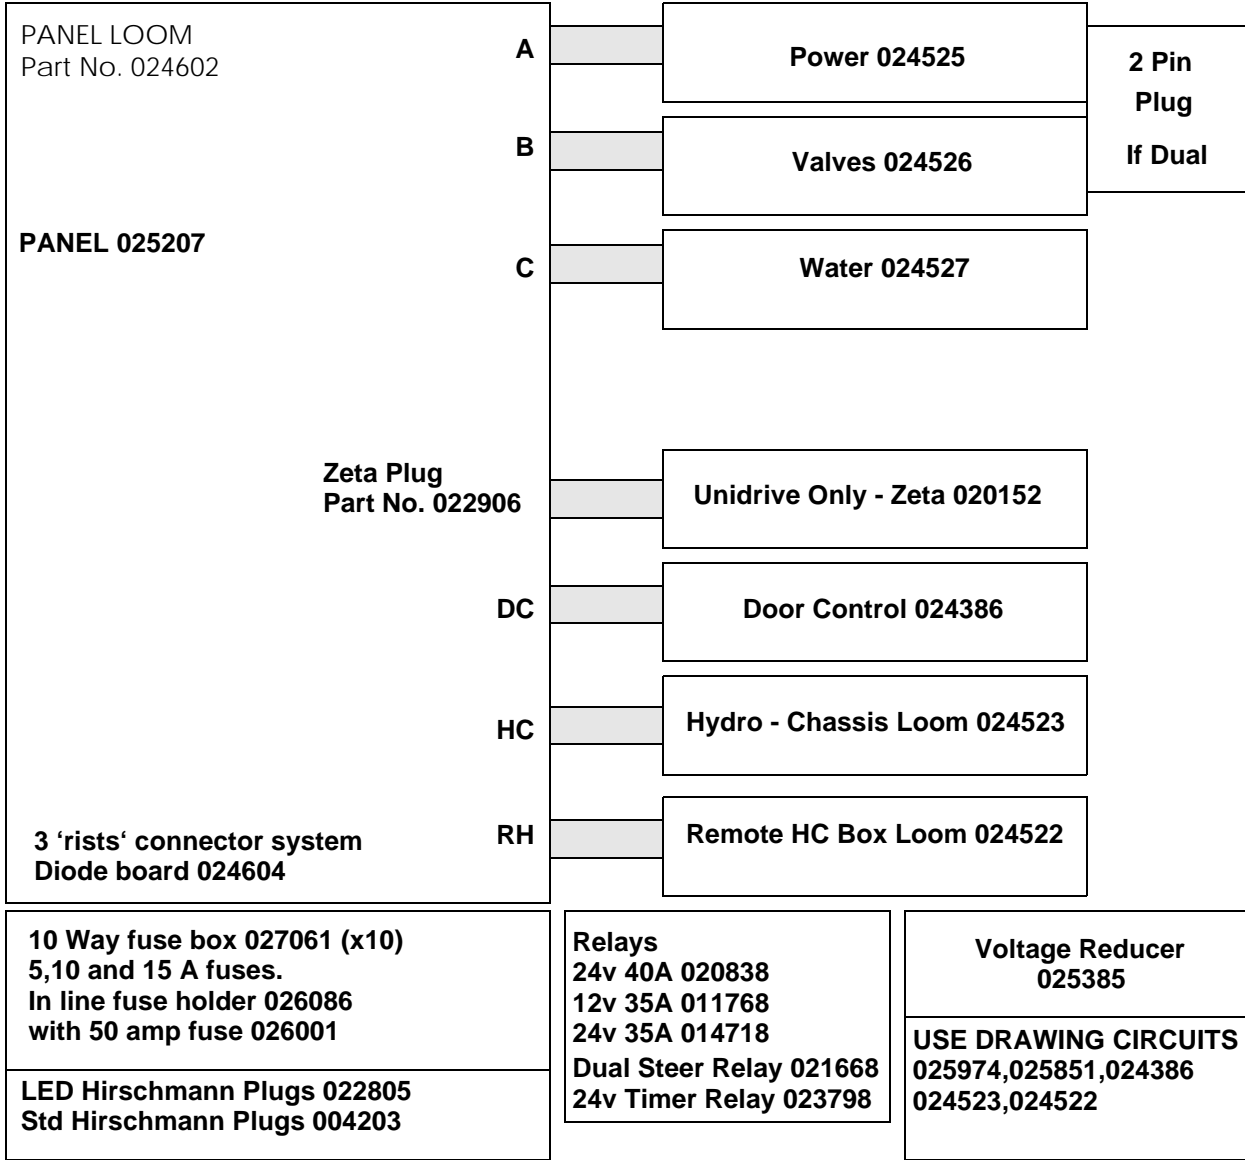 PANEL LOOM
Part No. 024602
A
Power 024525
2 Pin
Plug
If Dual
B
Valves 024526
PANEL 025207
C
Water 024527
Zeta Plug
Part No. 022906
Unidrive Only - Zeta 020152
DC
Door Control 024386
HC
Hydro - Chassis Loom 024523
RH
Remote HC Box Loom 024522
3 ‘rists‘ connector system
Diode board 024604
10 Way fuse box 027061 (x10)
5,10 and 15 A fuses.
In line fuse holder 026086
with 50 amp fuse 026001
LED Hirschmann Plugs 022805
Std Hirschmann Plugs 004203
Relays
24v 40A 020838
12v 35A 011768
24v 35A 014718
Dual Steer Relay 021668
24v Timer Relay 023798
Voltage Reducer
025385
USE DRAWING CIRCUITS
025974,025851,024386
024523,024522